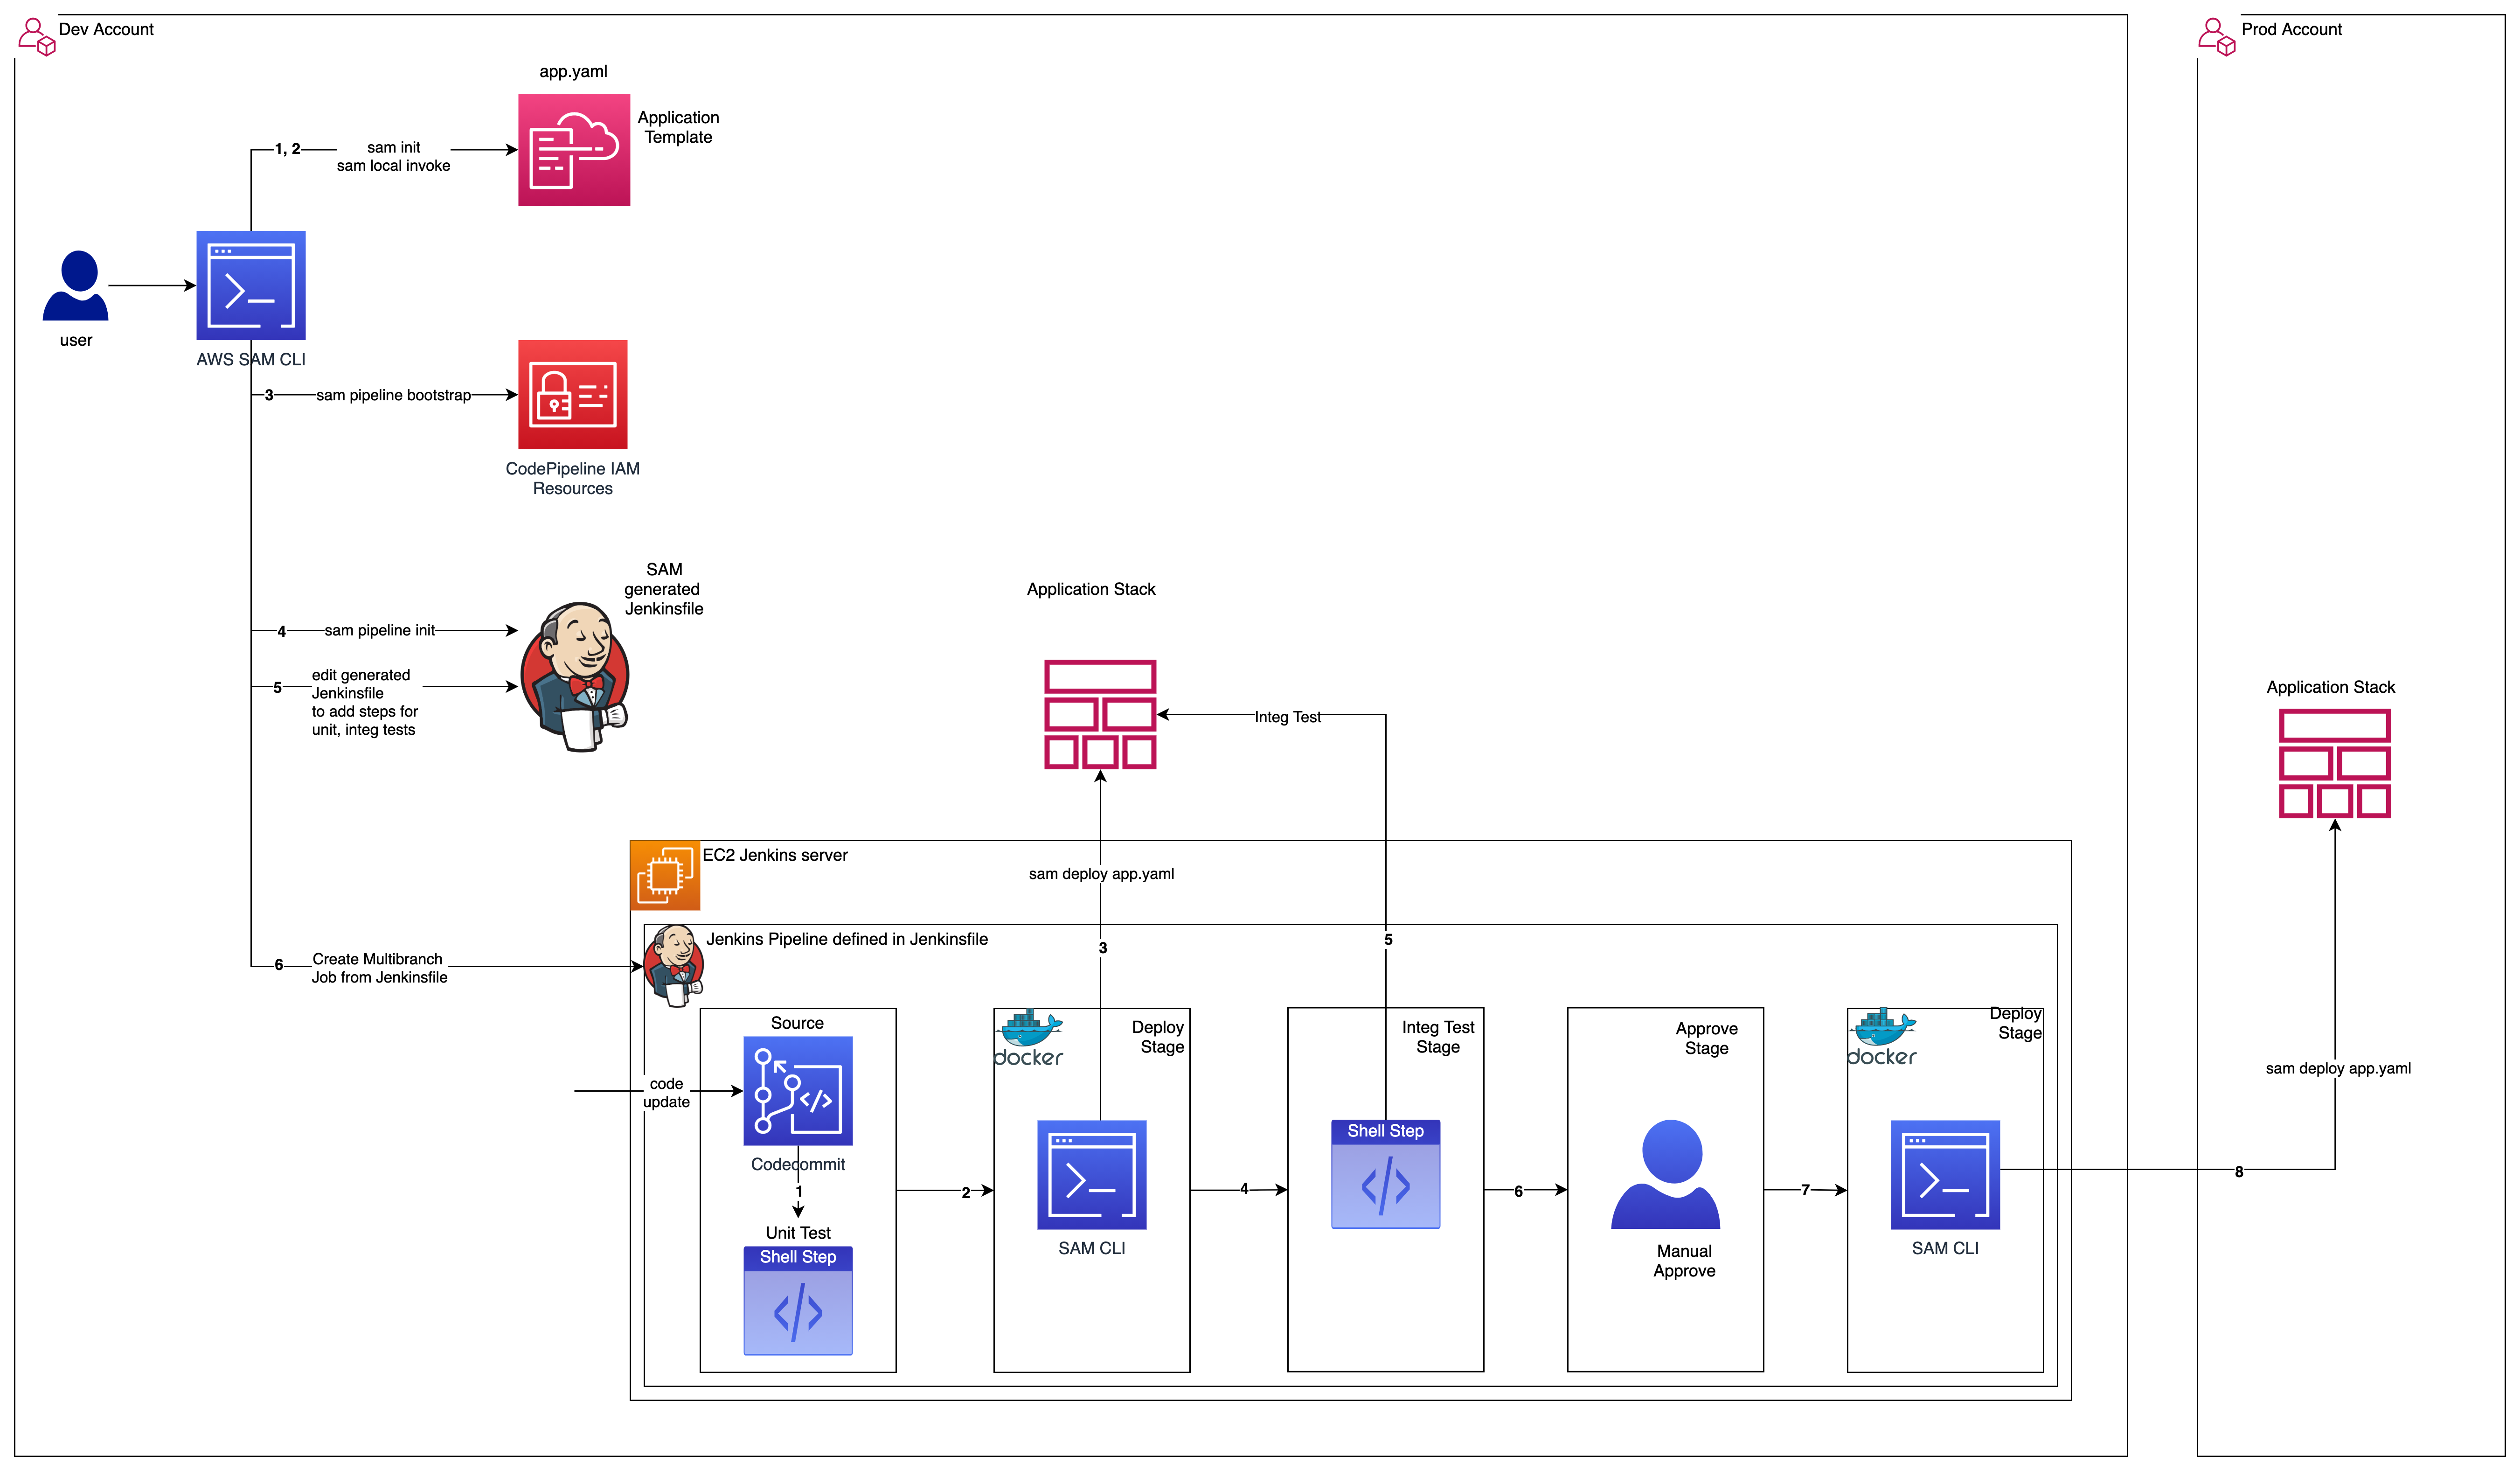 Dev Account
Prod Account
app.yaml
Application
Template
1, 2
sam init
sam local invoke
user
AWS SAM CLI
3
sam pipeline bootstrap
CodePipeline IAM
Resources
SAM
generated
Jenkinsfile
4
sam pipeline init
5
edit generated
Jenkinsfile
to add steps for
unit, integ tests
Application Stack
Integ Test
Application Stack
EC2 Jenkins server
sam deploy app.yaml
Jenkins Pipeline defined in Jenkinsfile
3
5
6
Create Multibranch
Job from Jenkinsfile
Source
code
update
Codecommit
1
Unit Test
Shell Step
2
docker
Deploy
Stage
SAM CLI
4
Integ Test
Stage
Shell Step
6
Approve
Stage
Manual
Approve
7
docker
Deploy
Stage
SAM CLI
8
sam deploy app.yaml